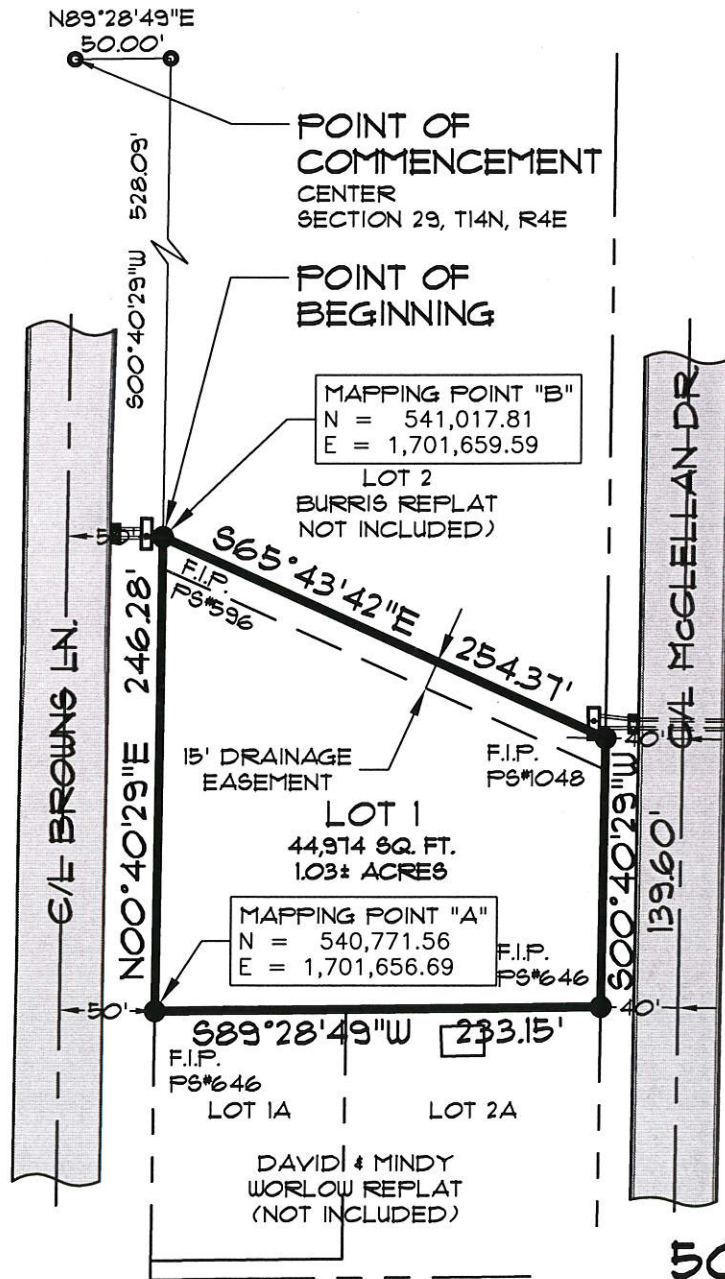 N89°28'49"E
50.00'
POINT OF
COMMENCEMENT
CENTER
SECTION 29, T14N, R4E
S00°40'29"W 528.09'
POINT OF
BEGINNING
MAPPING POINT "B"
N = 541,017.81
E = 1,701,659.59
LOT 2
BURRIS REPLAT
NOT INCLUDED)
C/L BROWNS LN.
C/L McCLELLAN DR.
50'
F.I.P.
PS#596
S65°43'42"E 254.37'
N00°40'29"E 246.28'
15' DRAINAGE
EASEMENT
F.I.P.
PS#1048
40'
S00°40'29"W
139.60'
LOT 1
44,974 SQ. FT.
1.03± ACRES
MAPPING POINT "A"
N = 540,771.56
E = 1,701,656.69
F.I.P.
PS#646
50'
40'
S89°28'49"W 233.15'
F.I.P.
PS#646
LOT 1A
LOT 2A
DAVID & MINDY
WORLOW REPLAT
(NOT INCLUDED)
50